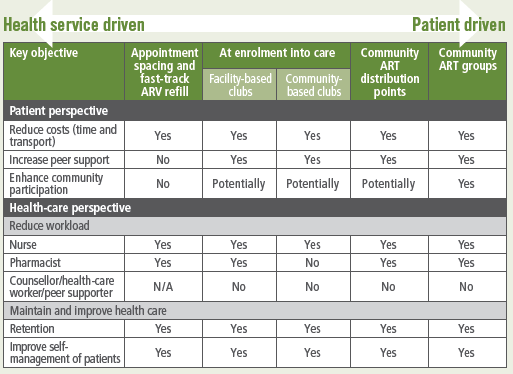 Health service driven Patient driven
Key objective Appointment spacing and fast-track ARV refill At enrolment into care Community ART distribution points Community ART groups
Facility-based clubs Community-based clubs
Patient perspective
Reduce costs (time and transport) Yes Yes Yes Yes Yes
Increase peer support No Yes Yes Yes Yes
Enhance community participation No Potentially Potentially Potentially Yes
Health-care perspective
Reduce workload
Nurse Yes Yes Yes Yes Yes
Pharmacist Yes Yes No Yes Yes
Counsellor/health-care worker/peer supporter N/A No No No No
Maintain and improve health care
Retention Yes Yes Yes Yes Yes
Improve self-management of patients Yes Yes Yes Yes Yes